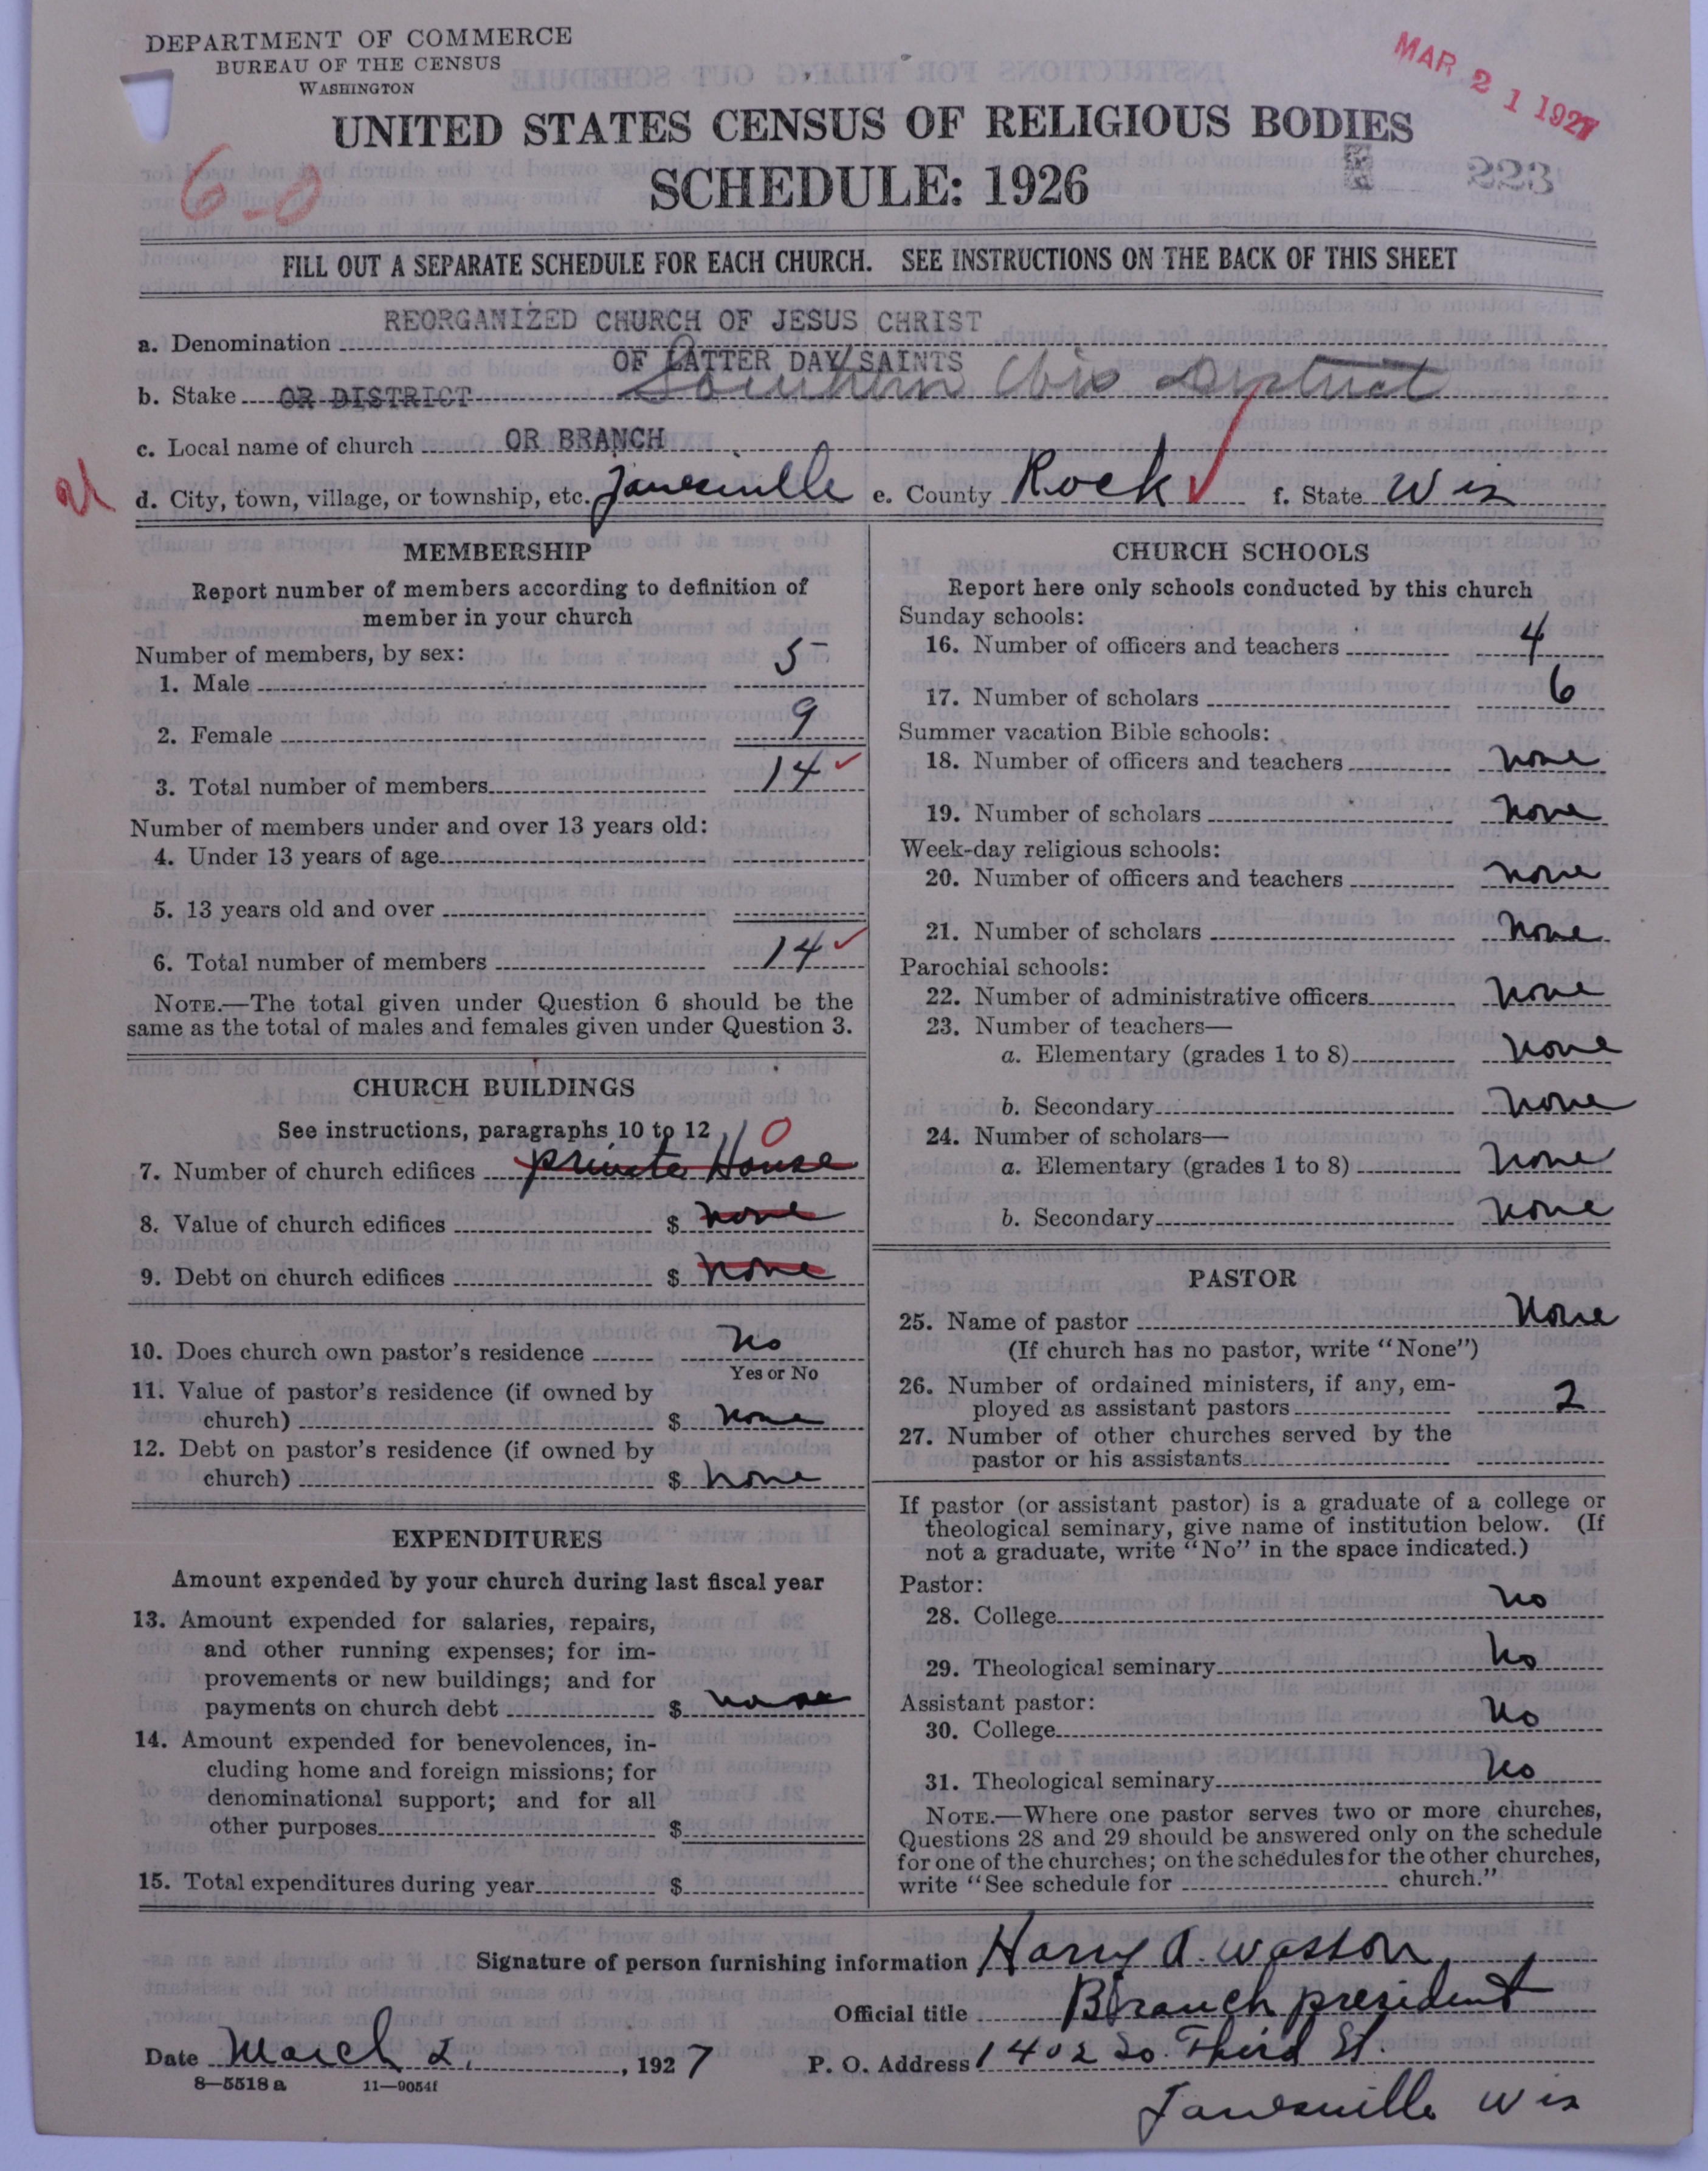 DEPARTMENT OF COMMERCE
BUREAU OF THE CENSUS
WASHINGTON
MAR 21 1927
UNITED STATES CENSUS OF RELIGIOUS BODIES
SCHEDULE: 1926
223
6-0
FILL OUT A SEPARATE SCHEDULE FOR EACH CHURCH. SEE INSTRUCTIONS ON THE BACK OF THIS SHEET
REORGANIZED CHURCH OF JESUS CHRIST
a. Denomination
OF LATTER DAY SAINTS
b. Stake OR DISTRICT Southern Wis District
c. Local name of church OR BRANCH
d. City, town, village, or township, etc. Janesville e. County Rock f. State Wis
MEMBERSHIP
Report number of members according to definition of
member in your church
Number of members, by sex:
1. Male 5
2. Female 9
3. Total number of members 14
Number of members under and over 13 years old:
4. Under 13 years of age
5. 13 years old and over
6. Total number of members 14
NOTE.—The total given under Question 6 should be the
same as the total of males and females given under Question 3.
CHURCH BUILDINGS
See instructions, paragraphs 10 to 12
0
7. Number of church edifices private House
8. Value of church edifices $ none
9. Debt on church edifices $ none
10. Does church own pastor's residence No
Yes or No
11. Value of pastor's residence (if owned by
church) $ none
12. Debt on pastor's residence (if owned by
church) $ none
EXPENDITURES
Amount expended by your church during last fiscal year
13. Amount expended for salaries, repairs,
and other running expenses; for im-
provements or new buildings; and for
payments on church debt $ none
14. Amount expended for benevolences, in-
cluding home and foreign missions; for
denominational support; and for all
other purposes $
15. Total expenditures during year $
CHURCH SCHOOLS
Report here only schools conducted by this church
Sunday schools:
16. Number of officers and teachers 4
17. Number of scholars 6
Summer vacation Bible schools:
18. Number of officers and teachers none
19. Number of scholars none
Week-day religious schools:
20. Number of officers and teachers none
21. Number of scholars none
Parochial schools:
22. Number of administrative officers none
23. Number of teachers—
a. Elementary (grades 1 to 8) none
b. Secondary none
24. Number of scholars—
a. Elementary (grades 1 to 8) none
b. Secondary none
PASTOR
25. Name of pastor None
(If church has no pastor, write "None")
26. Number of ordained ministers, if any, em-
ployed as assistant pastors 2
27. Number of other churches served by the
pastor or his assistants
If pastor (or assistant pastor) is a graduate of a college or
theological seminary, give name of institution below. (If
not a graduate, write "No" in the space indicated.)
Pastor:
28. College No
29. Theological seminary No
Assistant pastor:
30. College No
31. Theological seminary No
NOTE.—Where one pastor serves two or more churches,
Questions 28 and 29 should be answered only on the schedule
for one of the churches; on the schedules for the other churches,
write "See schedule for church."
Signature of person furnishing information Harry A. Wasson
Official title Branch president
Date March 2, 1927 P. O. Address 1402 So. Third St.
8—5518 a 11—9054f
Janesville Wis